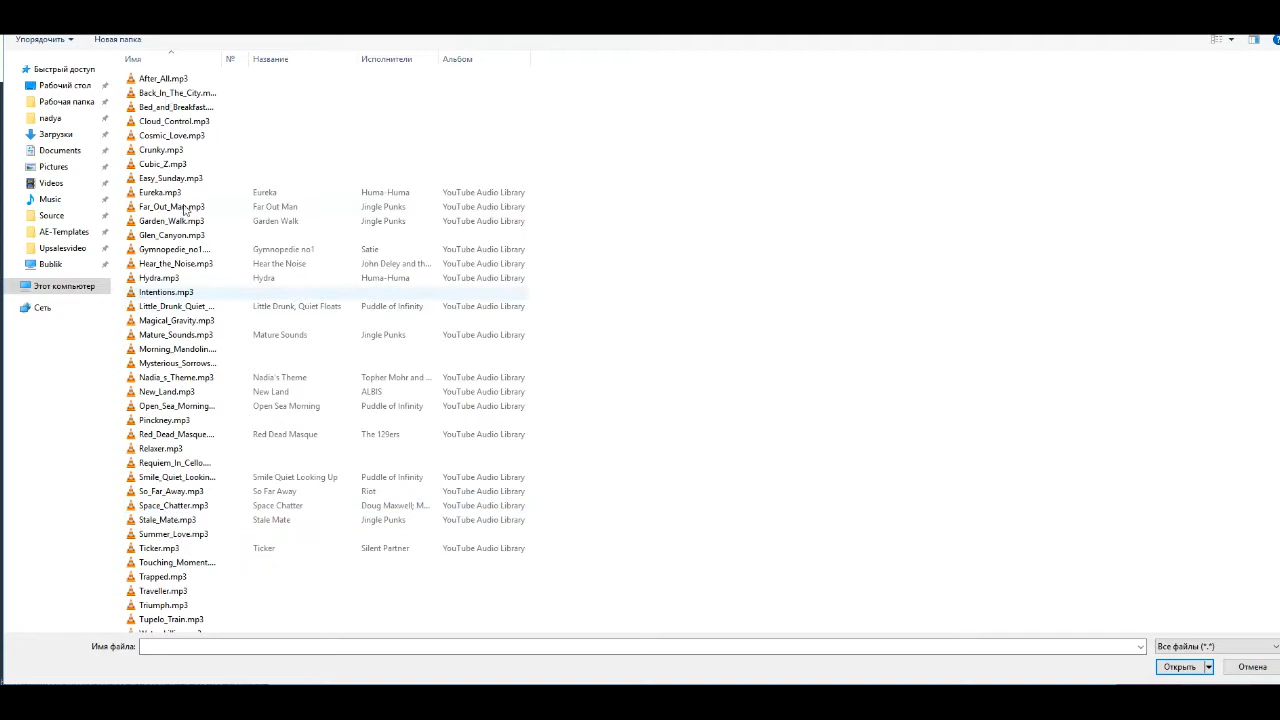 Упорядочить Новая папка
Имя № Название Исполнители Альбом
Быстрый доступ
Рабочий стол
Рабочая папка
nadya
Загрузки
Documents
Pictures
Videos
Music
Source
AE-Templates
Upsalesvideo
Bublik
Этот компьютер
Сеть
After_All.mp3
Back_In_The_City.m...
Bed_and_Breakfast....
Cloud_Control.mp3
Cosmic_Love.mp3
Crunky.mp3
Cubic_Z.mp3
Easy_Sunday.mp3
Eureka.mp3 Eureka Huma-Huma YouTube Audio Library
Far_Out_Man.mp3 Far Out Man Jingle Punks YouTube Audio Library
Garden_Walk.mp3 Garden Walk Jingle Punks YouTube Audio Library
Glen_Canyon.mp3
Gymnopedie_no1.... Gymnopedie no1 Satie YouTube Audio Library
Hear_the_Noise.mp3 Hear the Noise John Deley and th... YouTube Audio Library
Hydra.mp3 Hydra Huma-Huma YouTube Audio Library
Intentions.mp3
Little_Drunk_Quiet_... Little Drunk, Quiet Floats Puddle of Infinity YouTube Audio Library
Magical_Gravity.mp3
Mature_Sounds.mp3 Mature Sounds Jingle Punks YouTube Audio Library
Morning_Mandolin....
Mysterious_Sorrows...
Nadia_s_Theme.mp3 Nadia's Theme Topher Mohr and ... YouTube Audio Library
New_Land.mp3 New Land ALBIS YouTube Audio Library
Open_Sea_Morning... Open Sea Morning Puddle of Infinity YouTube Audio Library
Pinckney.mp3
Red_Dead_Masque.... Red Dead Masque The 129ers YouTube Audio Library
Relaxer.mp3
Requiem_In_Cello....
Smile_Quiet_Lookin... Smile Quiet Looking Up Puddle of Infinity YouTube Audio Library
So_Far_Away.mp3 So Far Away Riot YouTube Audio Library
Space_Chatter.mp3 Space Chatter Doug Maxwell; M... YouTube Audio Library
Stale_Mate.mp3 Stale Mate Jingle Punks YouTube Audio Library
Summer_Love.mp3
Ticker.mp3 Ticker Silent Partner YouTube Audio Library
Touching_Moment....
Trapped.mp3
Traveller.mp3
Triumph.mp3
Tupelo_Train.mp3
Имя файла: Все файлы (*.*)
Открыть Отмена